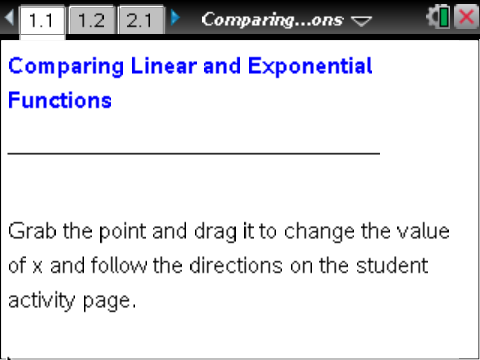 1.1 1.2 2.1 Comparing...ons
Comparing Linear and Exponential
Functions
Grab the point and drag it to change the value
of x and follow the directions on the student
activity page.